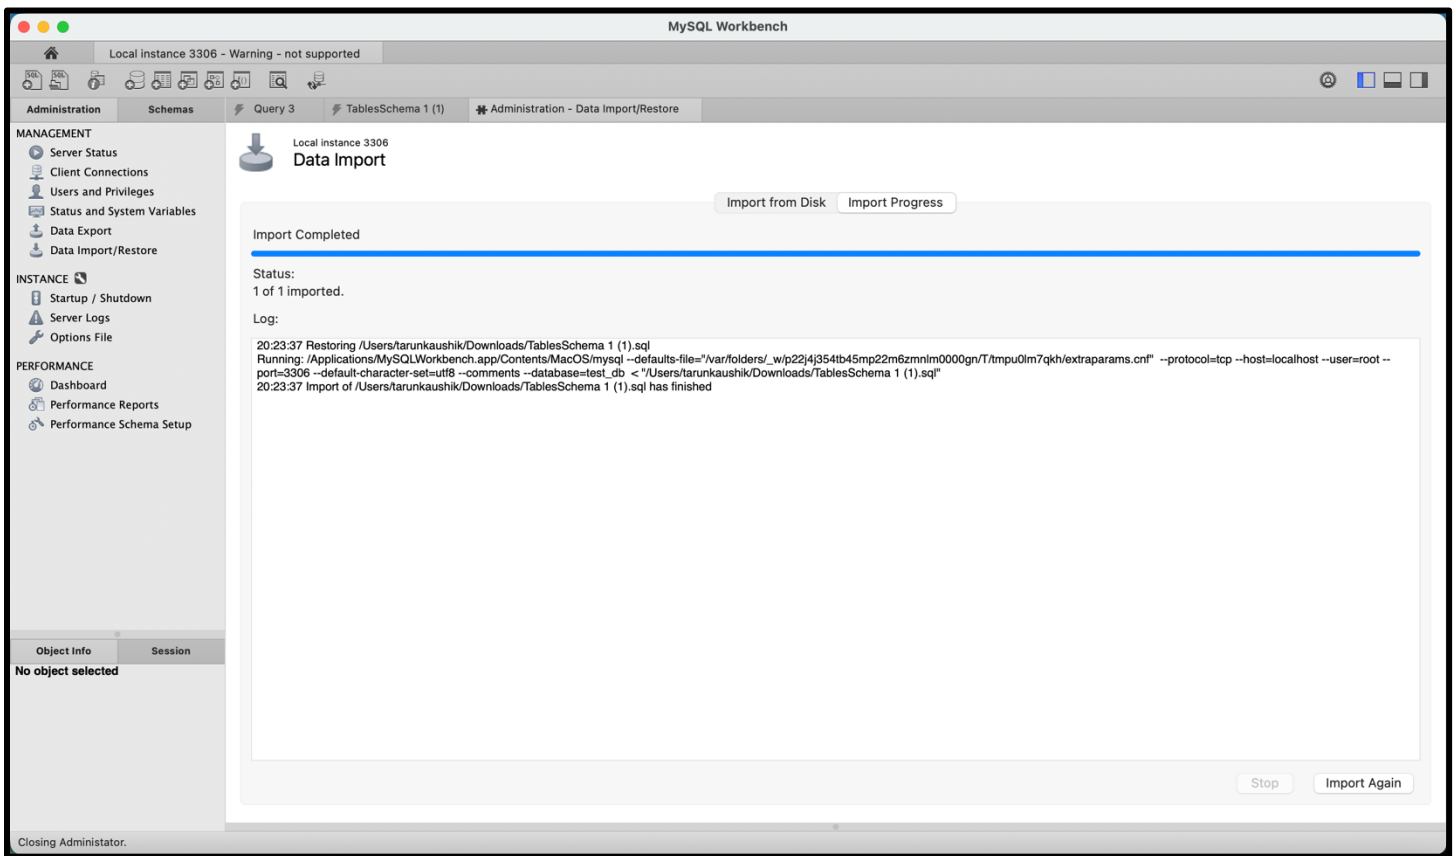 MySQL Workbench
Local instance 3306 - Warning - not supported
SQL SQL
Administration Schemas Query 3 TablesSchema 1 (1) Administration - Data Import/Restore
MANAGEMENT
Server Status
Client Connections
Users and Privileges
Status and System Variables
Data Export
Data Import/Restore
INSTANCE
Startup / Shutdown
Server Logs
Options File
PERFORMANCE
Dashboard
Performance Reports
Performance Schema Setup
Object Info Session
No object selected
Local instance 3306
Data Import
Import from Disk Import Progress
Import Completed
Status:
1 of 1 imported.
Log:
20:23:37 Restoring /Users/tarunkaushik/Downloads/TablesSchema 1 (1).sql
Running: /Applications/MySQLWorkbench.app/Contents/MacOS/mysql --defaults-file="/var/folders/_w/p22j4j354tb45mp22m6zmnlm0000gn/T/tmpu0lm7qkh/extraparams.cnf" --protocol=tcp --host=localhost --user=root --
port=3306 --default-character-set=utf8 --comments --database=test_db < "/Users/tarunkaushik/Downloads/TablesSchema 1 (1).sql"
20:23:37 Import of /Users/tarunkaushik/Downloads/TablesSchema 1 (1).sql has finished
Stop Import Again
Closing Administator.